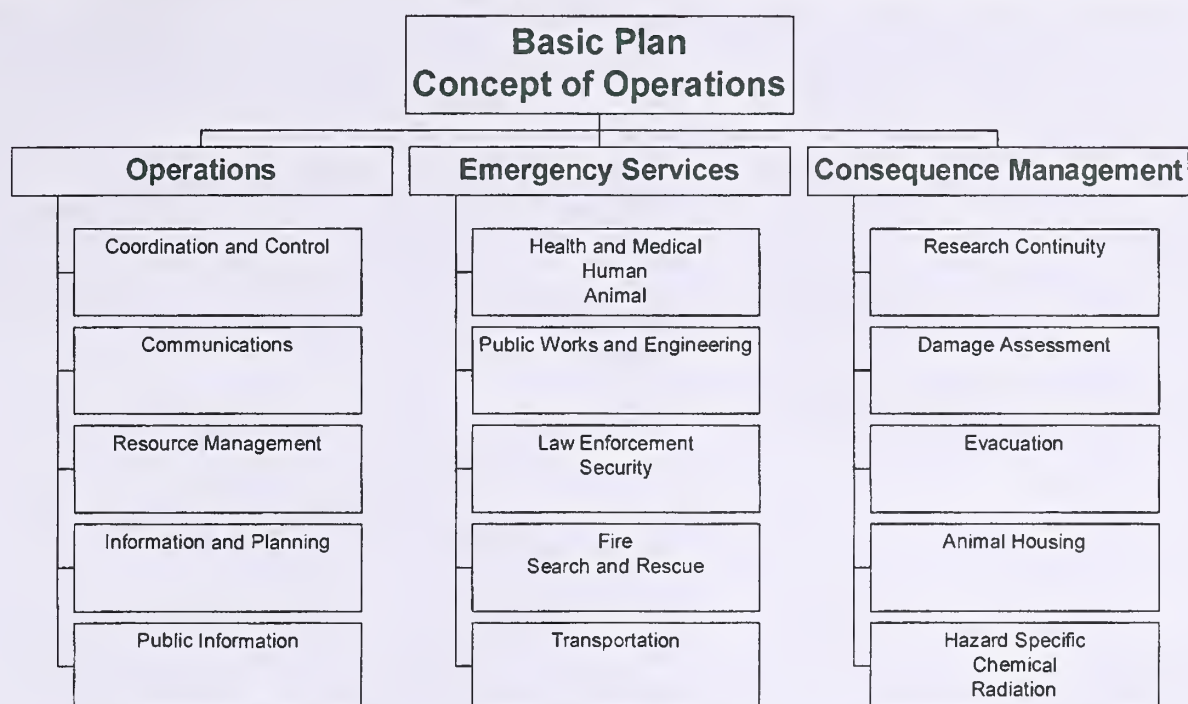 Basic Plan
Concept of Operations
Operations
Coordination and Control
Communications
Resource Management
Information and Planning
Public Information
Emergency Services
Health and Medical
Human
Animal
Public Works and Engineering
Law Enforcement
Security
Fire
Search and Rescue
Transportation
Consequence Management
Research Continuity
Damage Assessment
Evacuation
Animal Housing
Hazard Specific
Chemical
Radiation